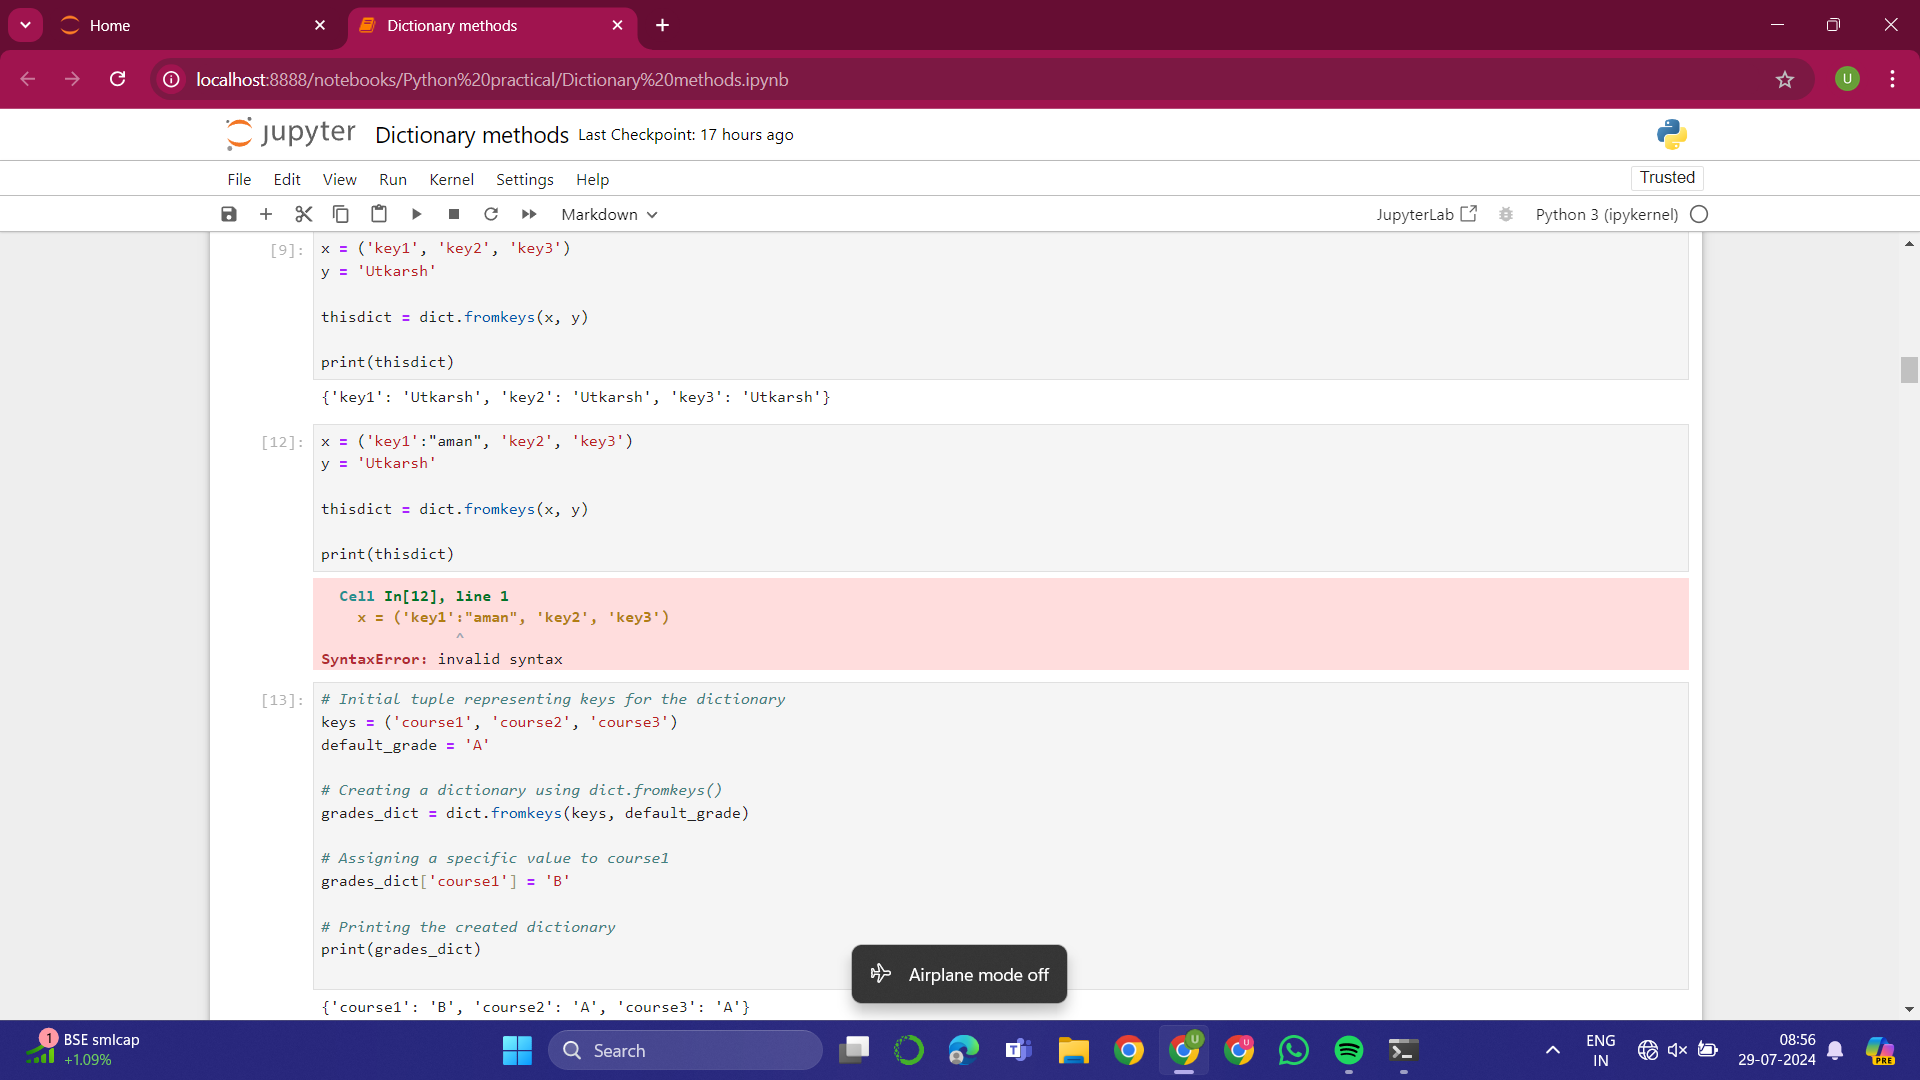 Home
Dictionary methods
localhost:8888/notebooks/Python%20practical/Dictionary%20methods.ipynb
U
jupyter Dictionary methods Last Checkpoint: 17 hours ago
File Edit View Run Kernel Settings Help
Trusted
Markdown
JupyterLab
Python 3 (ipykernel)
[9]:
x = ('key1', 'key2', 'key3')
y = 'Utkarsh'
thisdict = dict.fromkeys(x, y)
print(thisdict)
{'key1': 'Utkarsh', 'key2': 'Utkarsh', 'key3': 'Utkarsh'}
[12]:
x = ('key1':"aman", 'key2', 'key3')
y = 'Utkarsh'
thisdict = dict.fromkeys(x, y)
print(thisdict)
Cell In[12], line 1
x = ('key1':"aman", 'key2', 'key3')
^
SyntaxError: invalid syntax
[13]:
# Initial tuple representing keys for the dictionary
keys = ('course1', 'course2', 'course3')
default_grade = 'A'
# Creating a dictionary using dict.fromkeys()
grades_dict = dict.fromkeys(keys, default_grade)
# Assigning a specific value to course1
grades_dict['course1'] = 'B'
# Printing the created dictionary
print(grades_dict)
Airplane mode off
{'course1': 'B', 'course2': 'A', 'course3': 'A'}
1
BSE smlcap
+1.09%
Search
U
U
ENG
IN
08:56
29-07-2024
PRE